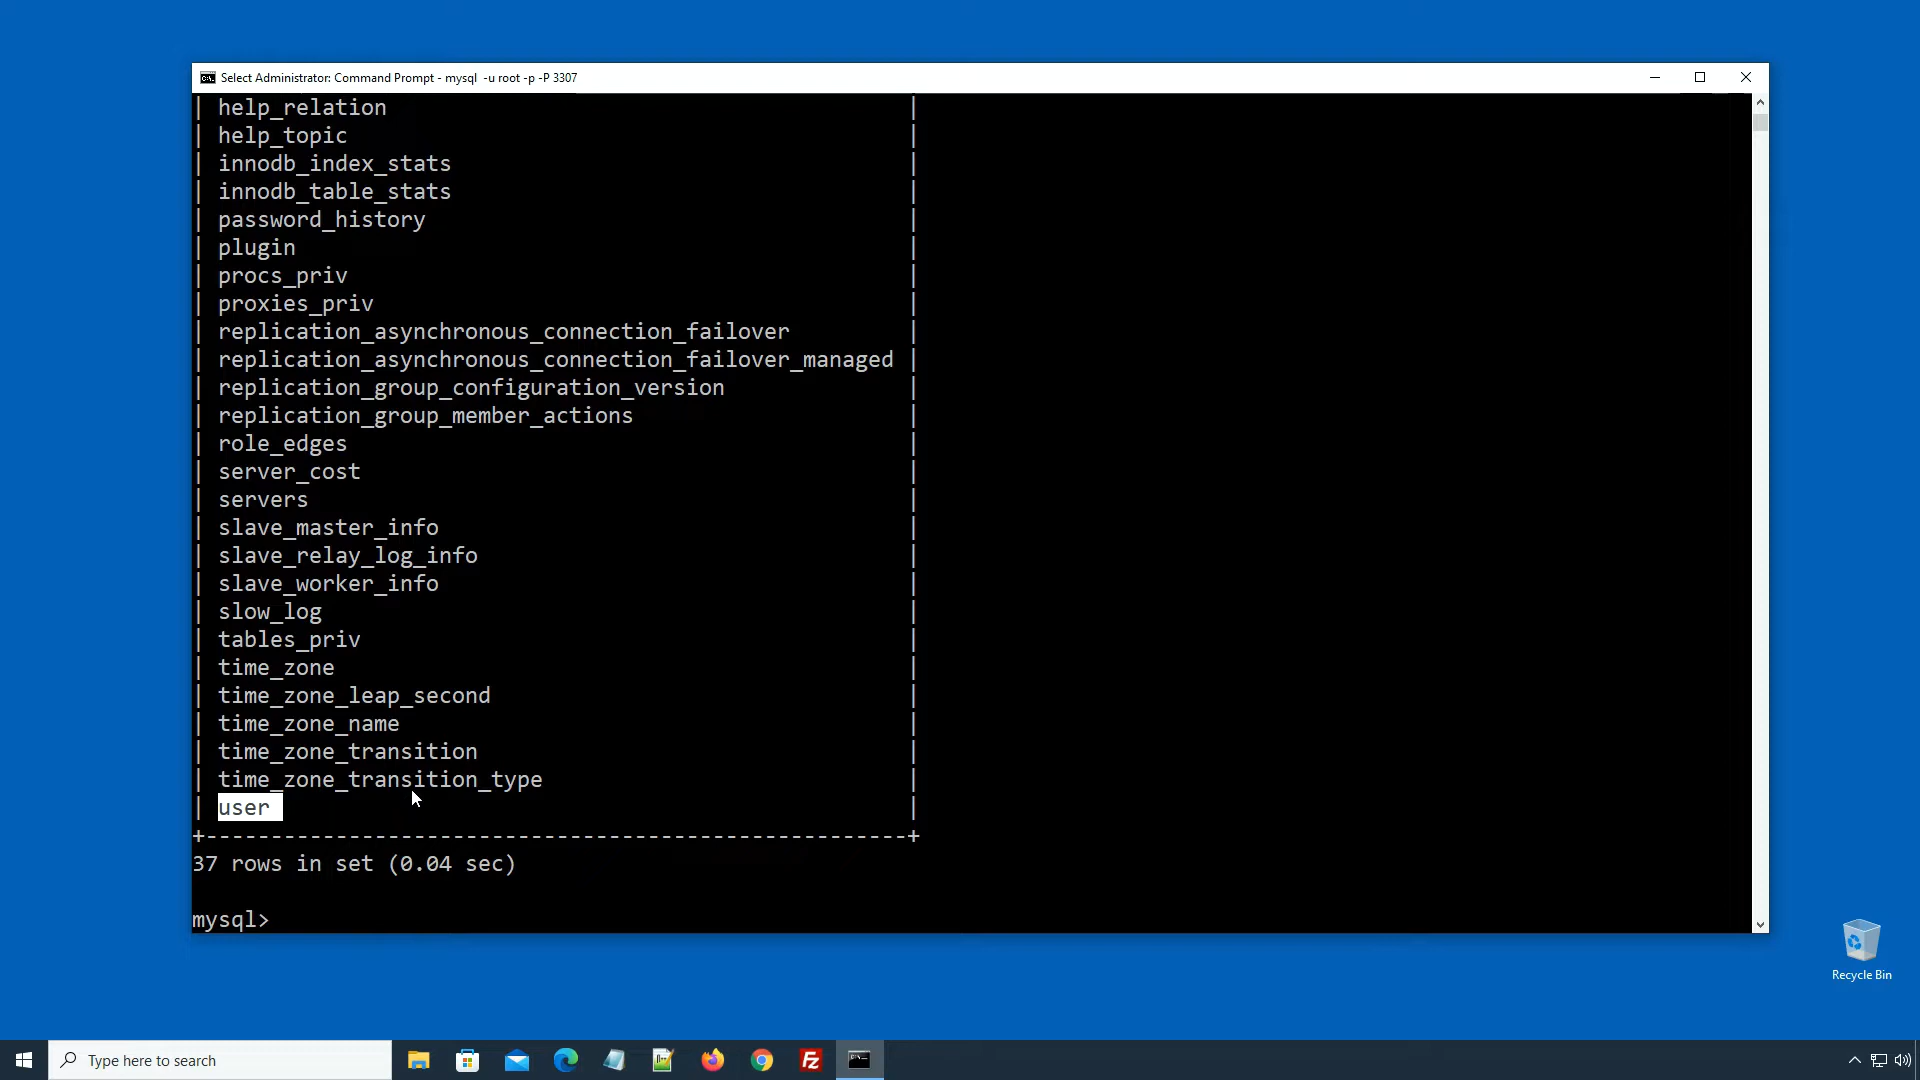 Select Administrator: Command Prompt - mysql  -u root -p -P 3307
| help_relation                                        |
| help_topic                                           |
| innodb_index_stats                                   |
| innodb_table_stats                                   |
| password_history                                     |
| plugin                                               |
| procs_priv                                           |
| proxies_priv                                         |
| replication_asynchronous_connection_failover         |
| replication_asynchronous_connection_failover_managed |
| replication_group_configuration_version              |
| replication_group_member_actions                     |
| role_edges                                           |
| server_cost                                          |
| servers                                              |
| slave_master_info                                    |
| slave_relay_log_info                                 |
| slave_worker_info                                    |
| slow_log                                             |
| tables_priv                                          |
| time_zone                                            |
| time_zone_leap_second                                |
| time_zone_name                                       |
| time_zone_transition                                 |
| time_zone_transition_type                            |
| user                                                 |
+------------------------------------------------------+
37 rows in set (0.04 sec)
mysql>
Recycle Bin
Type here to search